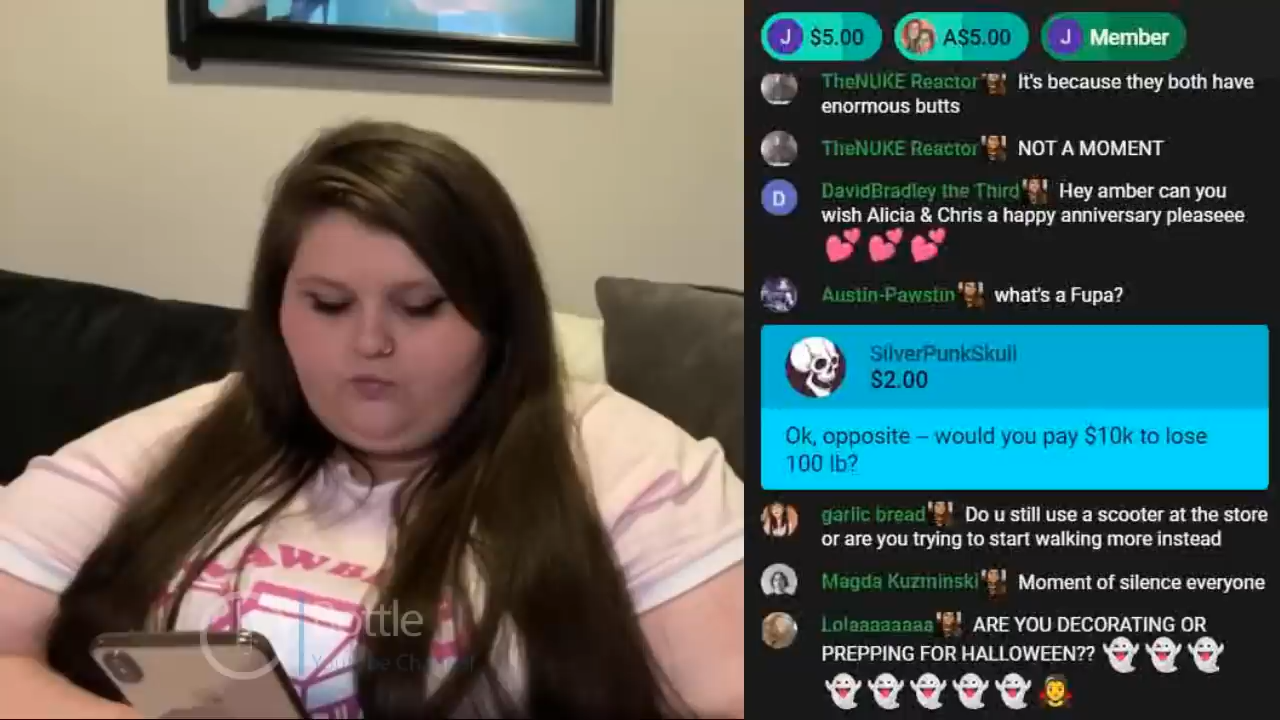 J $5.00 A$5.00 J Member
TheNUKE Reactor It's because they both have
enormous butts
TheNUKE Reactor NOT A MOMENT
D DavidBradley the Third Hey amber can you
wish Alicia & Chris a happy anniversary pleaseee
Austin-Pawstin what's a Fupa?
SilverPunkSkull
$2.00
Ok, opposite – would you pay $10k to lose
100 lb?
garlic bread Do u still use a scooter at the store
or are you trying to start walking more instead
Magda Kuzminski Moment of silence everyone
Lolaaaaaaaa ARE YOU DECORATING OR
PREPPING FOR HALLOWEEN??
Bottle
YouTube Channel